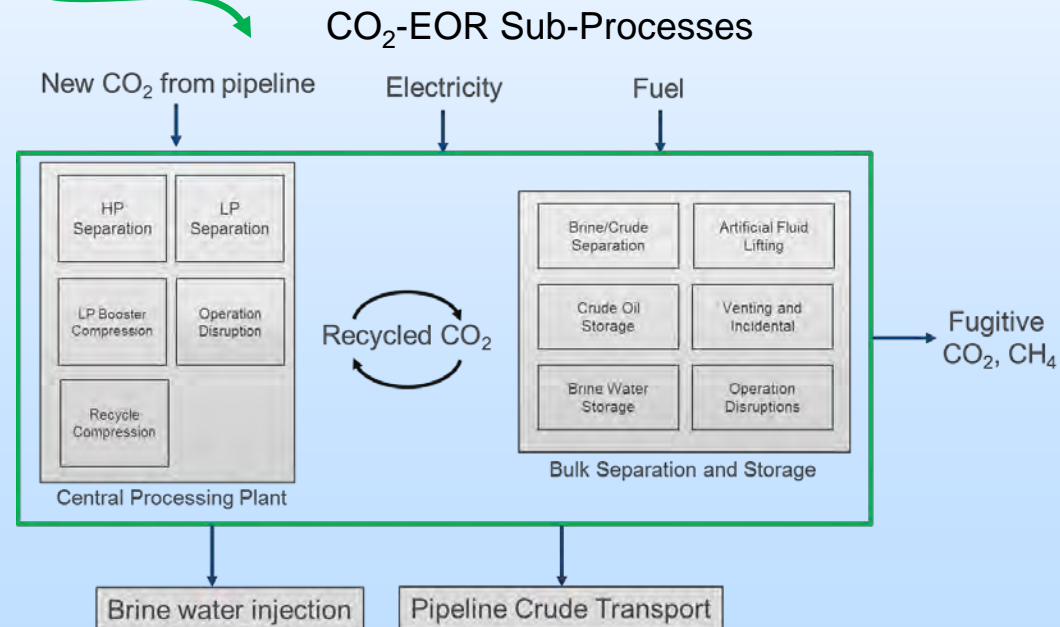 CO₂-EOR Sub-Processes
New CO₂ from pipeline
Electricity
Fuel
HP
Separation
LP
Separation
LP Booster
Compression
Operation
Disruption
Recycle
Compression
Central Processing Plant
Recycled CO₂
Brine/Crude
Separation
Artificial Fluid
Lifting
Crude Oil
Storage
Venting and
Incidental
Brine Water
Storage
Operation
Disruptions
Bulk Separation and Storage
Fugitive
CO₂, CH₄
Brine water injection
Pipeline Crude Transport